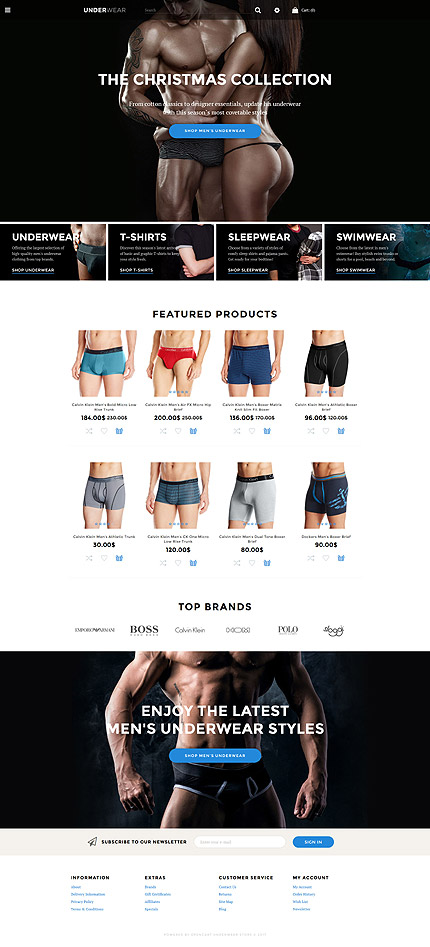 UNDERWEAR
Search
Cart: (0)
THE CHRISTMAS COLLECTION
From cotton classics to designer essentials, update his underwear
with this season's most covetable styles
SHOP MEN'S UNDERWEAR
UNDERWEAR
Offering the largest selection of
high-quality men's underwear
clothing from top brands.
SHOP UNDERWEAR
T-SHIRTS
Discover this season's latest
of basic and graphic T-shirts to keep
your style fresh.
SHOP T-SHIRTS
SLEEPWEAR
Choose from a variety of styles
of comfy sleep shorts and pajama pants.
Get ready for your bedtime!
SHOP SLEEPWEAR
SWIMWEAR
Choose from the latest in men's
swimwear! Buy stylish swim trunks or
shorts for a pool, beach and beyond.
SHOP SWIMWEAR
FEATURED PRODUCTS
Calvin Klein Men's Bold Micro Low
Rise Trunk
184.00$ 230.00$
Calvin Klein Men's Air FX Micro Hip
Brief
200.00$ 250.00$
Calvin Klein Men's Boxer Matrix
Knit Slim Fit Boxer
136.00$ 170.00$
Calvin Klein Men's Athletic Boxer
Brief
96.00$ 120.00$
Calvin Klein Men's Athletic Trunk
30.00$
Calvin Klein Men's CK One Micro
Low Rise Trunk
120.00$
Calvin Klein Men's Dual Tone Boxer
Brief
80.00$
Dockers Men's Boxer Brief
90.00$
TOP BRANDS
EMPORIO ARMANI
BOSS
HUGO BOSS
Calvin Klein
POLO
ENJOY THE LATEST
MEN'S UNDERWEAR STYLES
SHOP MEN'S UNDERWEAR
SUBSCRIBE TO OUR NEWSLETTER
Enter your e-mail
SIGN IN
INFORMATION
About
Delivery Information
Privacy Policy
Terms & Conditions
EXTRAS
Brands
Gift Certificates
Affiliates
Specials
CUSTOMER SERVICE
Contact Us
Returns
Site Map
Blog
MY ACCOUNT
My Account
Order History
Wish List
Newsletter